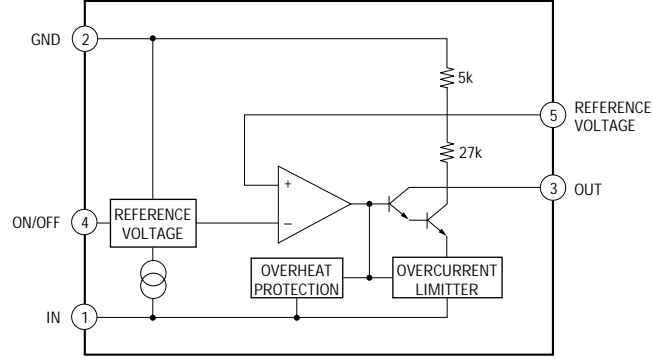 GND
2
5k
5
REFERENCE
VOLTAGE
27k
3
OUT
+
−
ON/OFF
4
REFERENCE
VOLTAGE
OVERHEAT
PROTECTION
OVERCURRENT
LIMITTER
IN
1